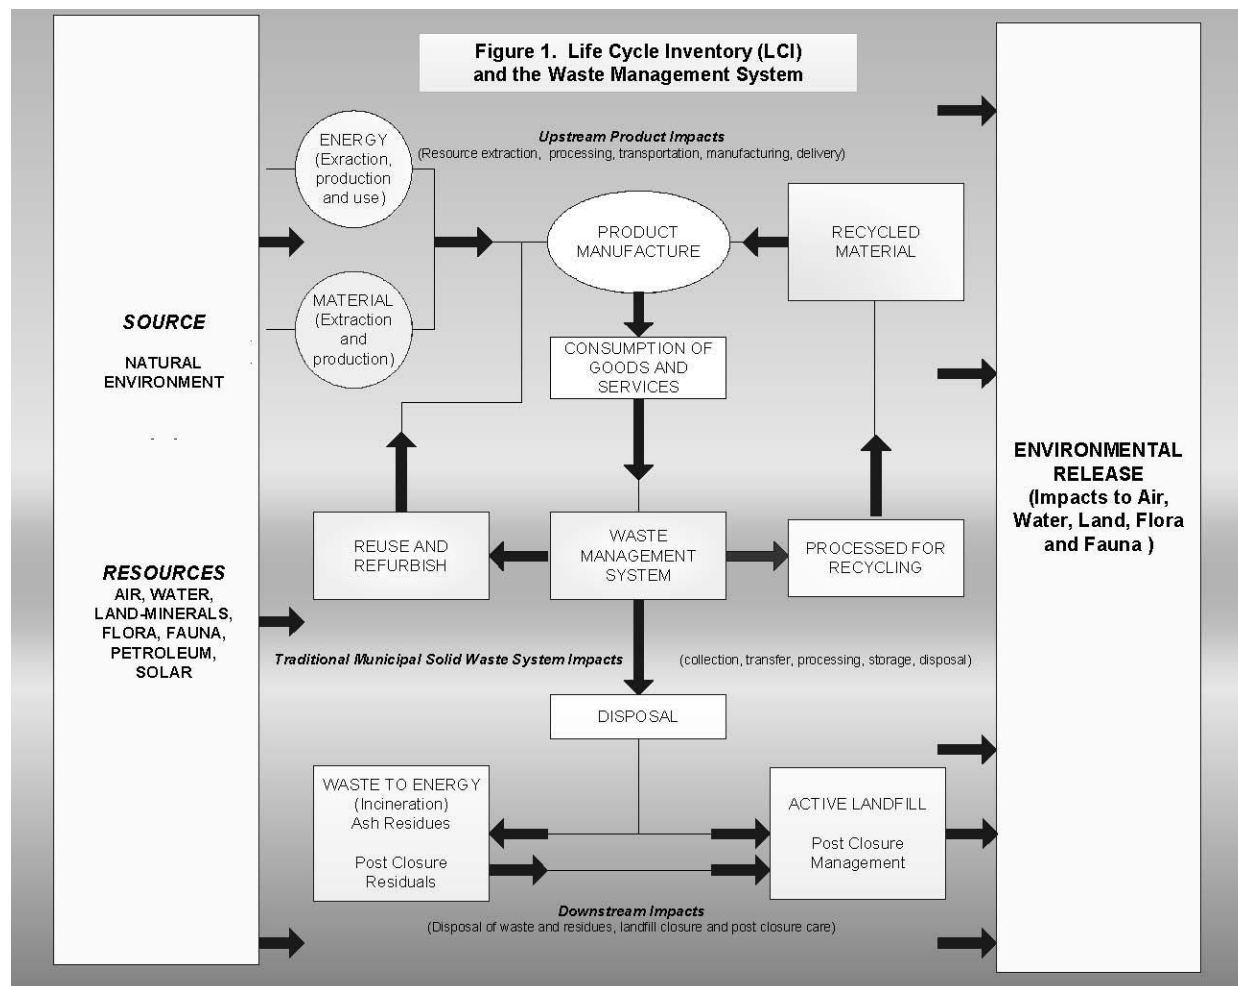 Figure 1. Life Cycle Inventory (LCI)
and the Waste Management System
Upstream Product Impacts
(Resource extraction, processing, transportation, manufacturing, delivery)
SOURCE
NATURAL
ENVIRONMENT
RESOURCES
AIR, WATER,
LAND-MINERALS,
FLORA, FAUNA,
PETROLEUM,
SOLAR
ENERGY
(Exraction,
production
and use)
MATERIAL
(Extraction
and
production)
PRODUCT
MANUFACTURE
RECYCLED
MATERIAL
CONSUMPTION OF
GOODS AND
SERVICES
REUSE AND
REFURBISH
WASTE
MANAGEMENT
SYSTEM
PROCESSED FOR
RECYCLING
Traditional Municipal Solid Waste System Impacts
(collection, transfer, processing, storage, disposal)
DISPOSAL
WASTE TO ENERGY
(Incineration)
Ash Residues
Post Closure
Residuals
ACTIVE LANDFILL
Post Closure
Management
Downstream Impacts
(Disposal of waste and residues, landfill closure and post closure care)
ENVIRONMENTAL
RELEASE
(Impacts to Air,
Water, Land, Flora
and Fauna )